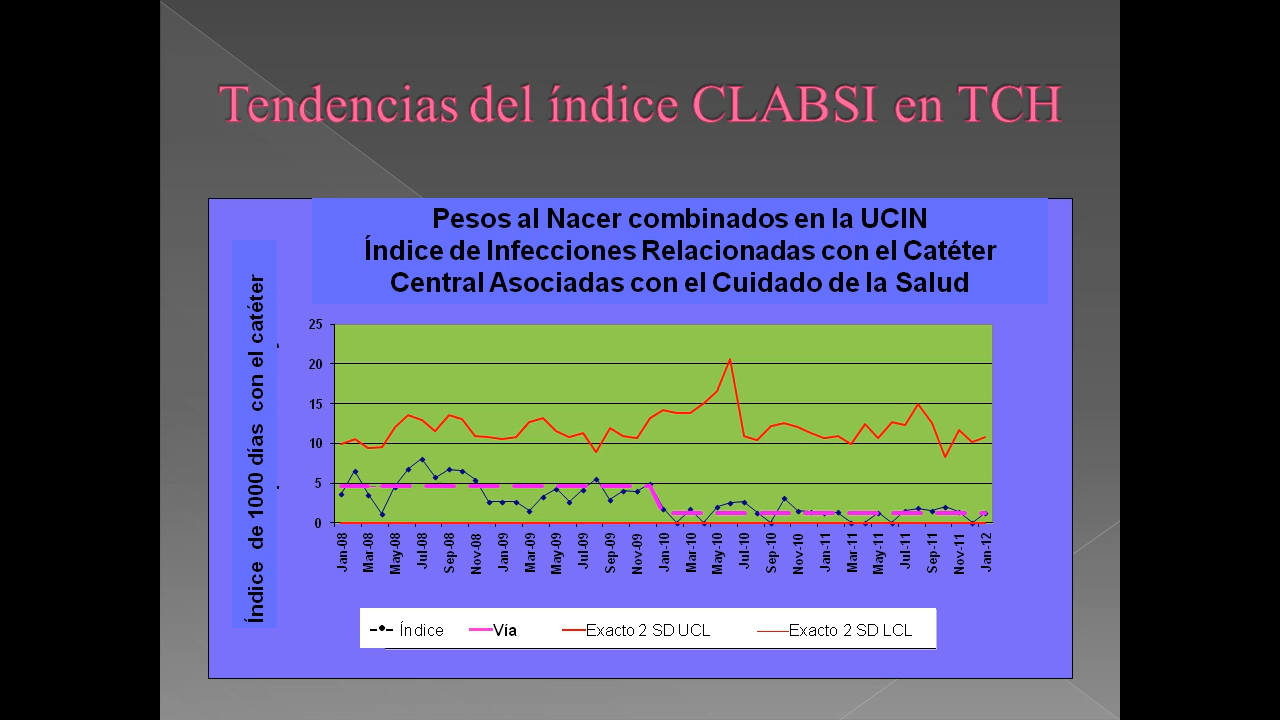 Tendencias del índice CLABSI en TCH
Pesos al Nacer combinados en la UCIN
Índice de Infecciones Relacionadas con el Catéter
Central Asociadas con el Cuidado de la Salud
Índice de 1000 días con el catéter
25
20
15
10
5
0
Jan-08
Mar-08
May-08
Jul-08
Sep-08
Nov-08
Jan-09
Mar-09
May-09
Jul-09
Sep-09
Nov-09
Jan-10
Mar-10
May-10
Jul-10
Sep-10
Nov-10
Jan-11
Mar-11
May-11
Jul-11
Sep-11
Nov-11
Jan-12
Índice Vía Exacto 2 SD UCL Exacto 2 SD LCL